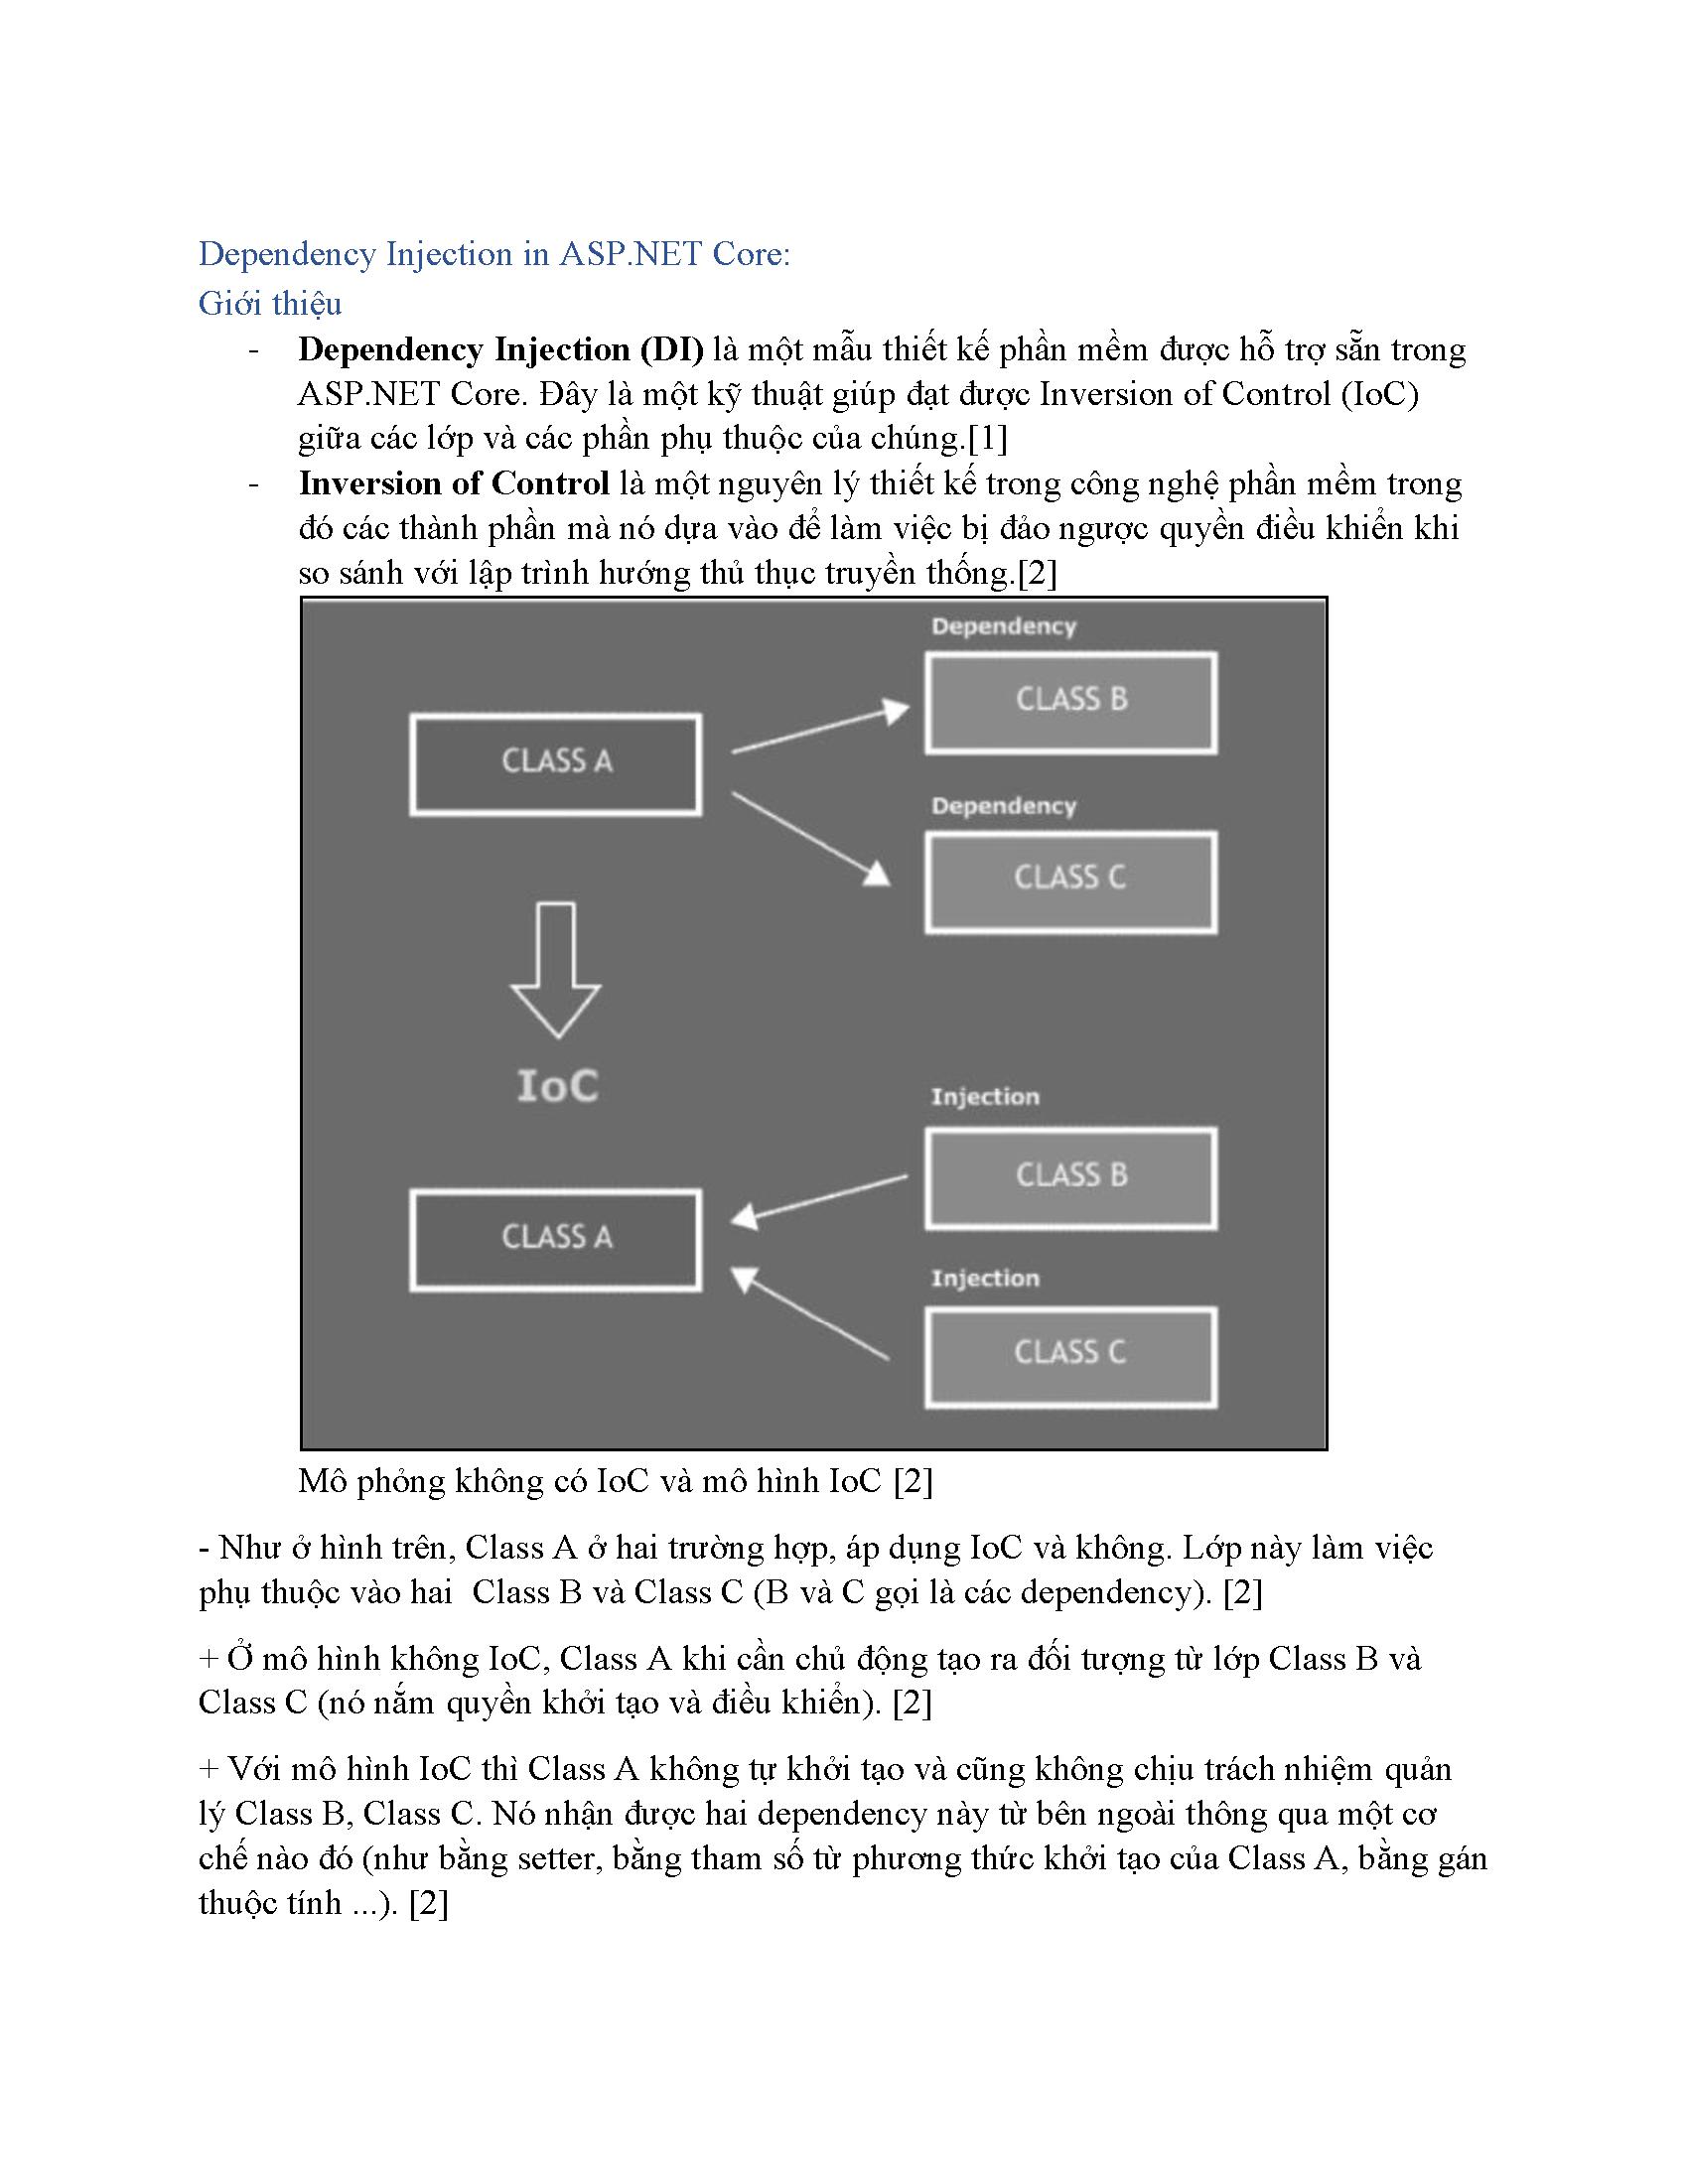 Dependency Injection in ASP.NET Core:
Giới thiệu
- Dependency Injection (DI) là một mẫu thiết kế phần mềm được hỗ trợ sẵn trong
ASP.NET Core. Đây là một kỹ thuật giúp đạt được Inversion of Control (IoC)
giữa các lớp và các phần phụ thuộc của chúng.[1]
- Inversion of Control là một nguyên lý thiết kế trong công nghệ phần mềm trong
đó các thành phần mà nó dựa vào để làm việc bị đảo ngược quyền điều khiển khi
so sánh với lập trình hướng thủ thục truyền thống.[2]
Dependency
CLASS B
CLASS A
Dependency
CLASS C
IoC
Injection
CLASS B
CLASS A
Injection
CLASS C
Mô phỏng không có IoC và mô hình IoC [2]
- Như ở hình trên, Class A ở hai trường hợp, áp dụng IoC và không. Lớp này làm việc
phụ thuộc vào hai  Class B và Class C (B và C gọi là các dependency). [2]
+ Ở mô hình không IoC, Class A khi cần chủ động tạo ra đối tượng từ lớp Class B và
Class C (nó nắm quyền khởi tạo và điều khiển). [2]
+ Với mô hình IoC thì Class A không tự khởi tạo và cũng không chịu trách nhiệm quản
lý Class B, Class C. Nó nhận được hai dependency này từ bên ngoài thông qua một cơ
chế nào đó (như bằng setter, bằng tham số từ phương thức khởi tạo của Class A, bằng gán
thuộc tính ...). [2]